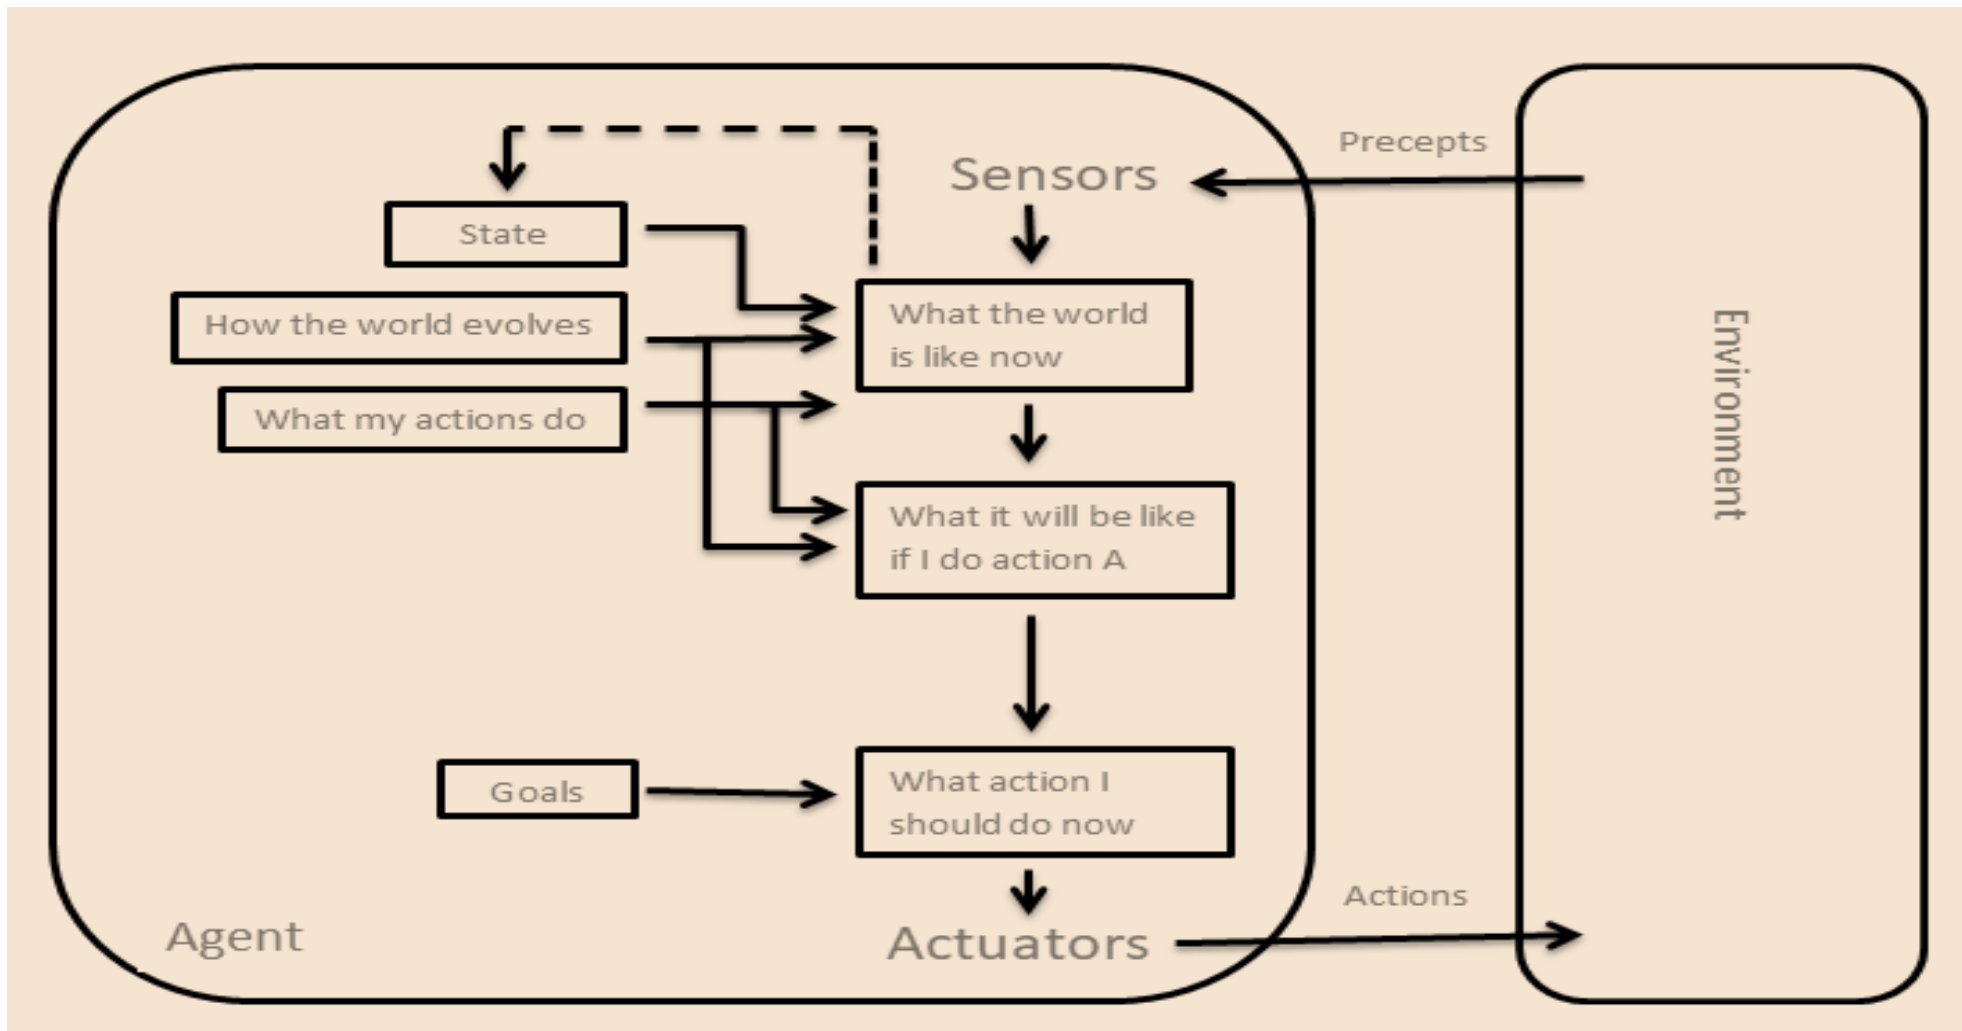 Precepts
Sensors
State
How the world evolves
What the world
is like now
What my actions do
Environment
What it will be like
if I do action A
Goals
What action I
should do now
Actions
Agent
Actuators